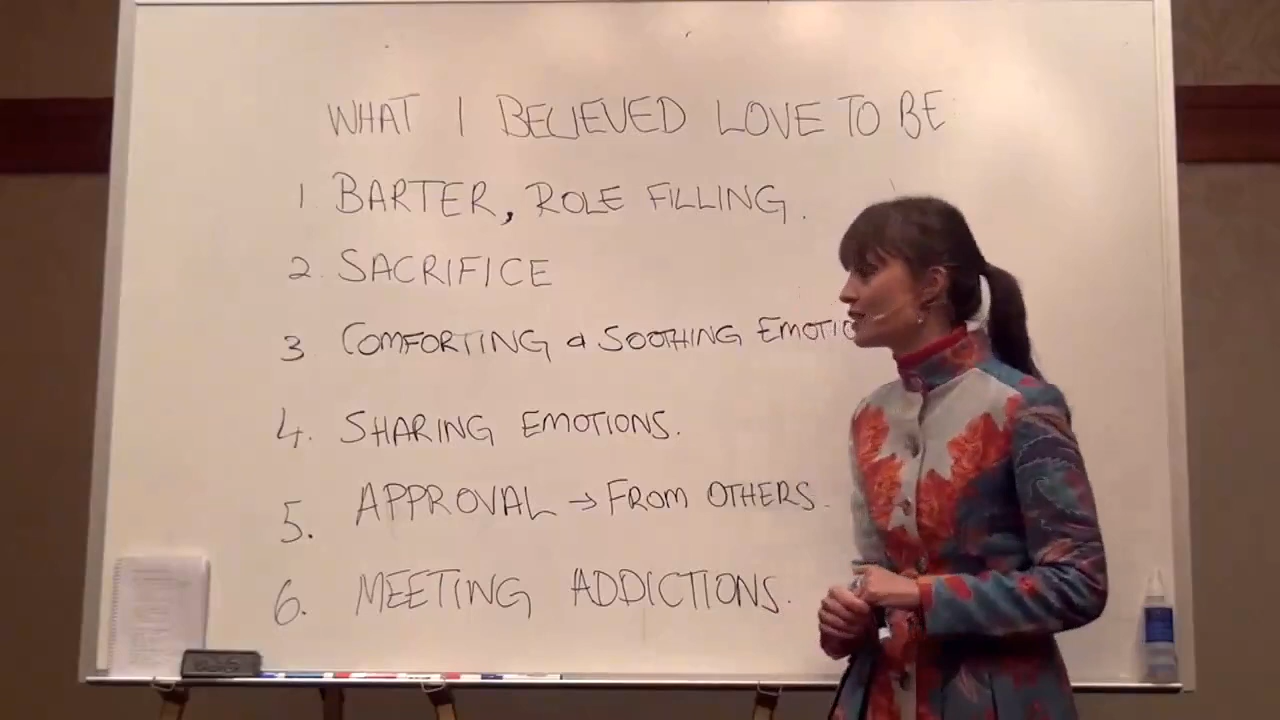 WHAT I BELIEVED LOVE TO BE
1 BARTER, ROLE FILLING.
2. SACRIFICE
3 COMFORTING & SOOTHING EMOTIO
4. SHARING EMOTIONS.
5. APPROVAL → FROM OTHERS.
6. MEETING ADDICTIONS.